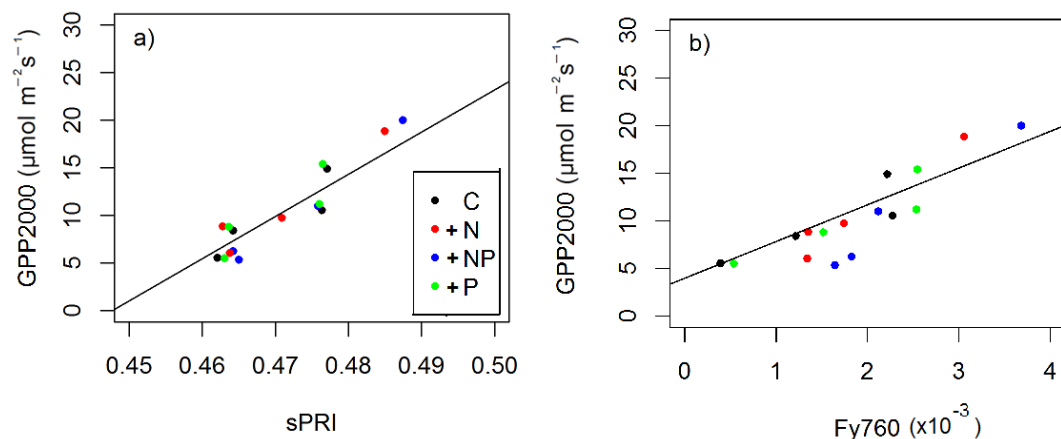 a)
GPP2000 (µmol m⁻² s⁻¹)
30
25
20
15
10
5
0
C
+ N
+ NP
+ P
0.45 0.46 0.47 0.48 0.49 0.50
sPRI
b)
GPP2000 (µmol m⁻² s⁻¹)
30
25
20
15
10
5
0
0 1 2 3 4
Fy760 (x10⁻³)